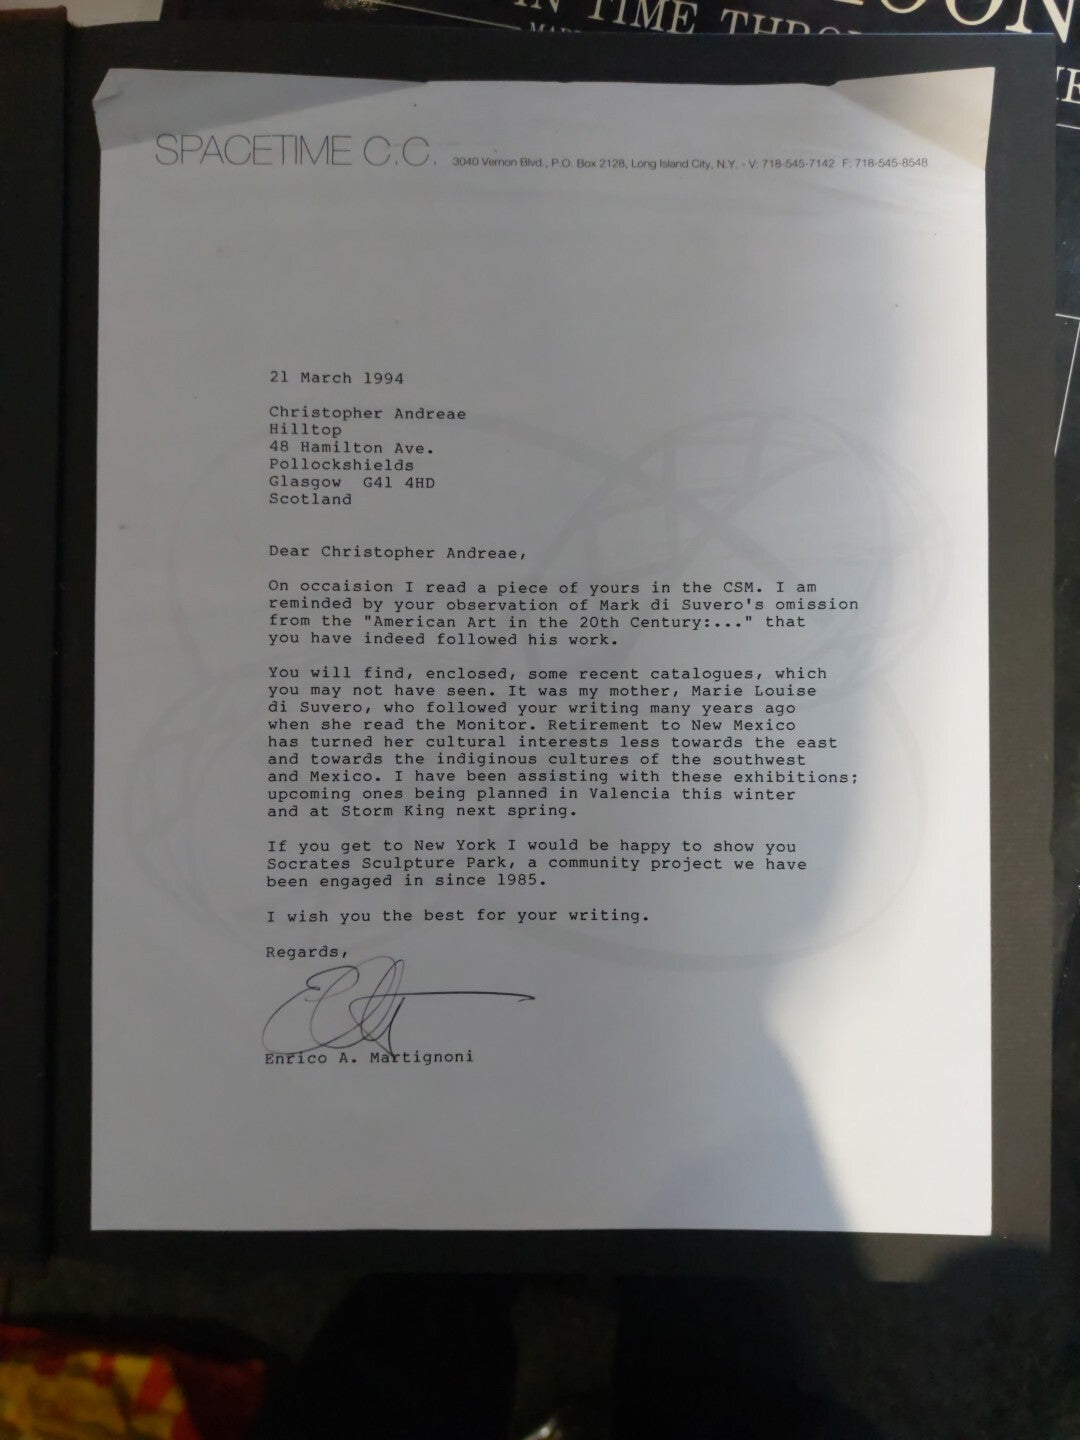 IN TIME THRO
SPACETIME C.C. 3040 Vernon Blvd., P.O. Box 2128, Long Island City, N.Y. - V: 718-545-7142 F: 718-545-8548
21 March 1994
Christopher Andreae
Hilltop
48 Hamilton Ave.
Pollockshields
Glasgow G41 4HD
Scotland
Dear Christopher Andreae,
On occaision I read a piece of yours in the CSM. I am
reminded by your observation of Mark di Suvero's omission
from the "American Art in the 20th Century:..." that
you have indeed followed his work.
You will find, enclosed, some recent catalogues, which
you may not have seen. It was my mother, Marie Louise
di Suvero, who followed your writing many years ago
when she read the Monitor. Retirement to New Mexico
has turned her cultural interests less towards the east
and towards the indiginous cultures of the southwest
and Mexico. I have been assisting with these exhibitions;
upcoming ones being planned in Valencia this winter
and at Storm King next spring.
If you get to New York I would be happy to show you
Socrates Sculpture Park, a community project we have
been engaged in since 1985.
I wish you the best for your writing.
Regards,
Enrico A. Martignoni